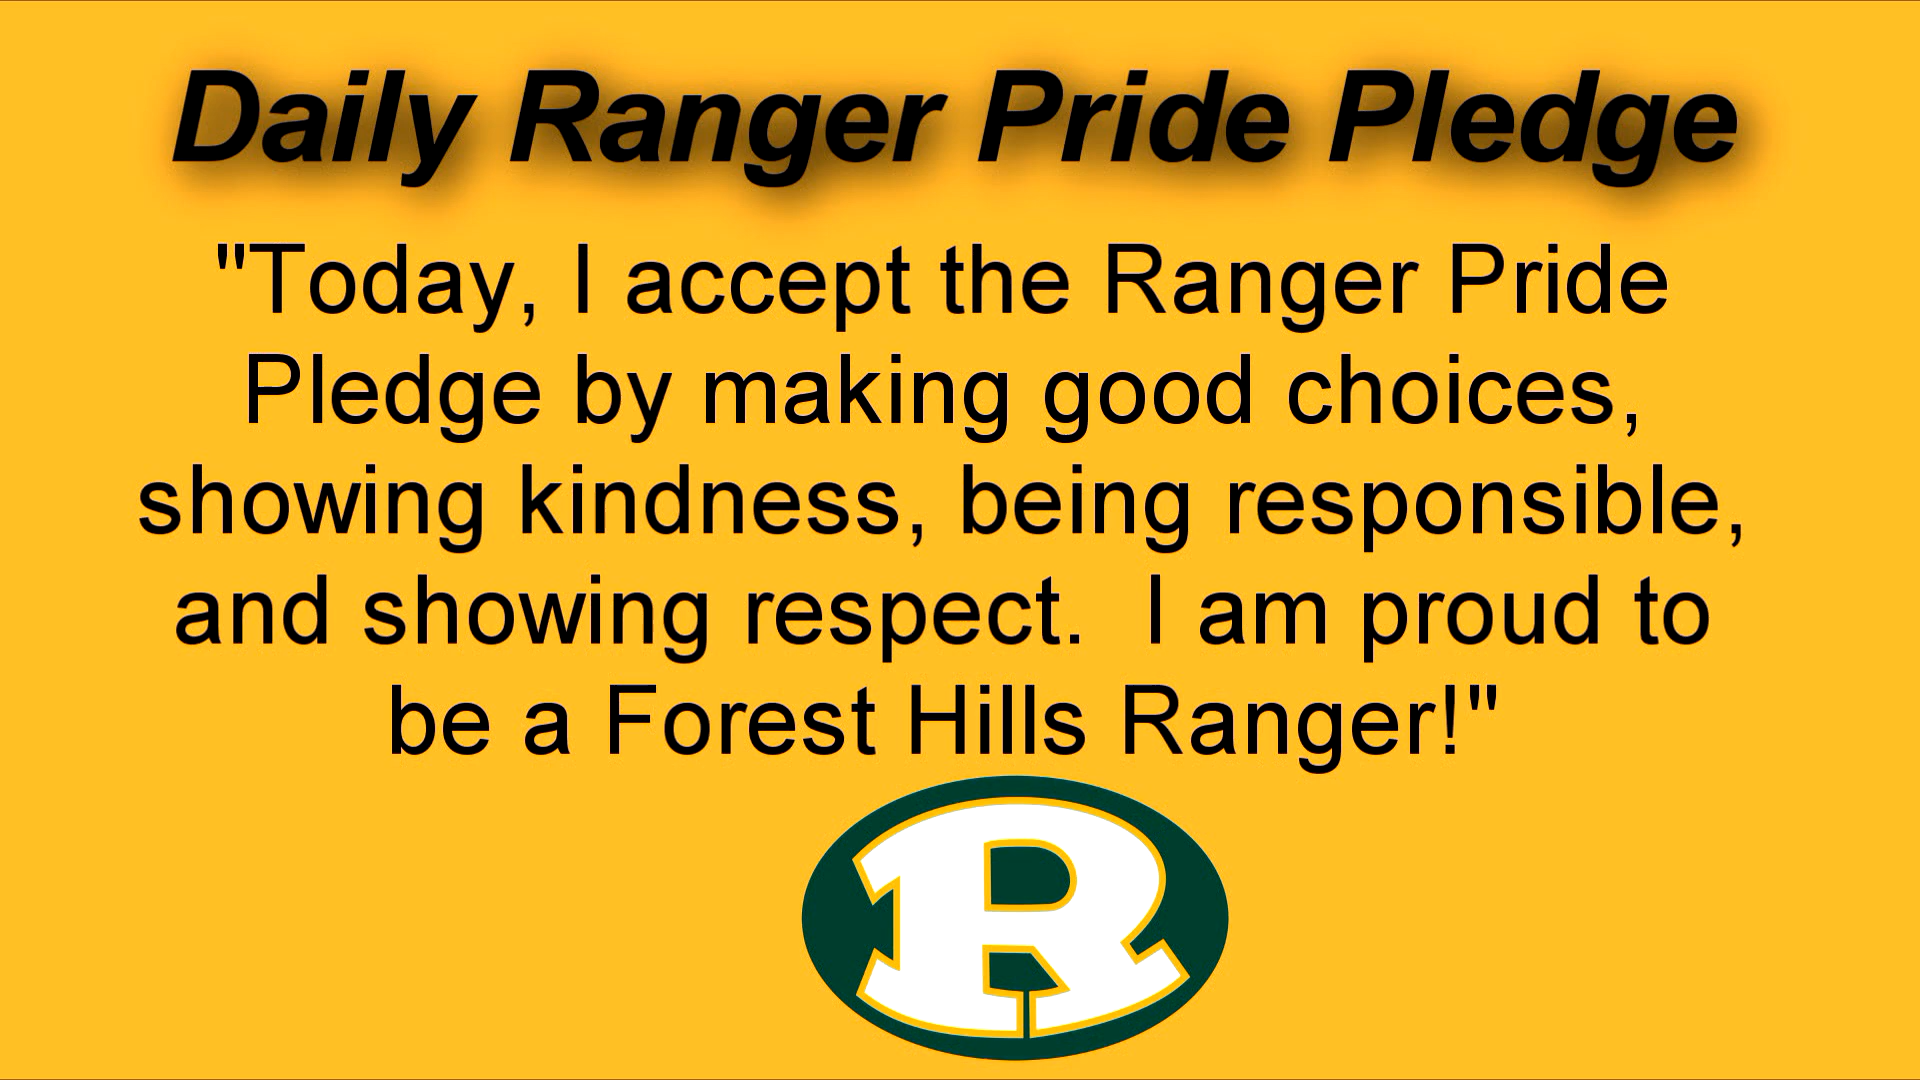 Daily Ranger Pride Pledge
"Today, I accept the Ranger Pride
Pledge by making good choices,
showing kindness, being responsible,
and showing respect.  I am proud to
be a Forest Hills Ranger!"
R